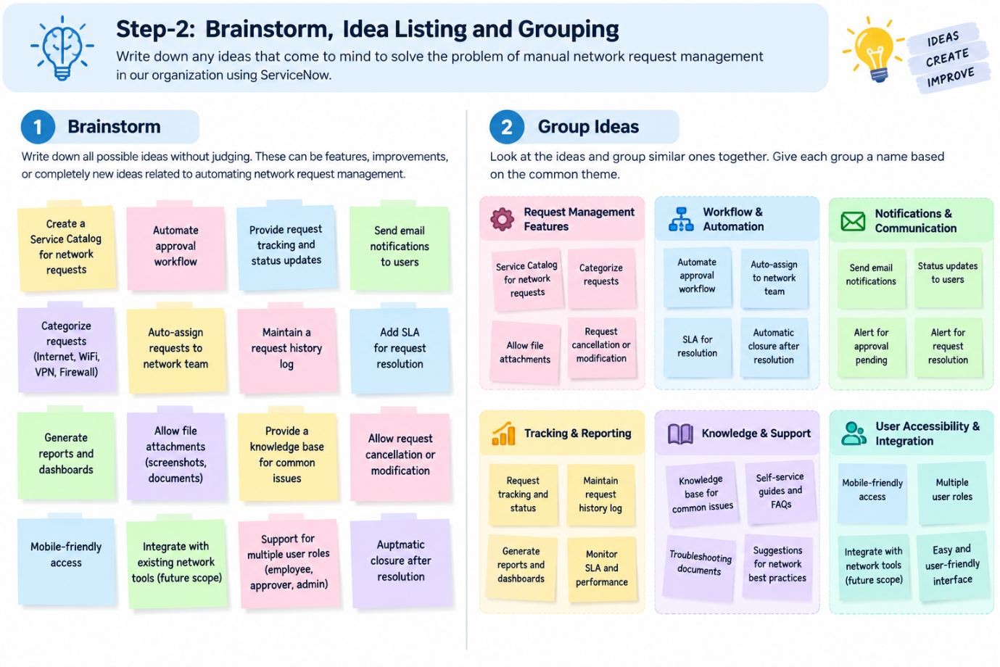 Step-2: Brainstorm, Idea Listing and Grouping
Write down any ideas that come to mind to solve the problem of manual network request management
in our organization using ServiceNow.
IDEAS
CREATE
IMPROVE
1 Brainstorm
Write down all possible ideas without judging. These can be features, improvements,
or completely new ideas related to automating network request management.
Create a
Service Catalog
for network
requests
Automate
approval
workflow
Provide request
tracking and
status updates
Send email
notifications
to users
Categorize
requests
(Internet, WiFi,
VPN, Firewall)
Auto-assign
requests to
network team
Maintain a
request history
log
Add SLA
for request
resolution
Generate
reports and
dashboards
Allow file
attachments
(screenshots,
documents)
Provide a
knowledge base
for common
issues
Allow request
cancellation or
modification
Mobile-friendly
access
Integrate with
existing network
tools (future scope)
Support for
multiple user roles
(employee,
approver, admin)
Auptmatic
closure after
resolution
2 Group Ideas
Look at the ideas and group similar ones together. Give each group a name based
on the common theme.
Request Management
Features
Service Catalog
for network
requests
Categorize
requests
Allow file
attachments
Request
cancellation or
modification
Workflow &
Automation
Automate
approval
workflow
Auto-assign
to network
team
SLA for
resolution
Automatic
closure after
resolution
Notifications &
Communication
Send email
notifications
Status updates
to users
Alert for
approval
pending
Alert for
request
resolution
Tracking & Reporting
Request
tracking and
status
Maintain
request
history log
Generate
reports and
dashboards
Monitor
SLA and
performance
Knowledge & Support
Knowledge
base for
common issues
Self-service
guides and
FAQs
Troubleshooting
documents
Suggestions
for network
best practices
User Accessibility &
Integration
Mobile-friendly
access
Multiple
user roles
Integrate with
network tools
(future scope)
Easy and
user-friendly
interface